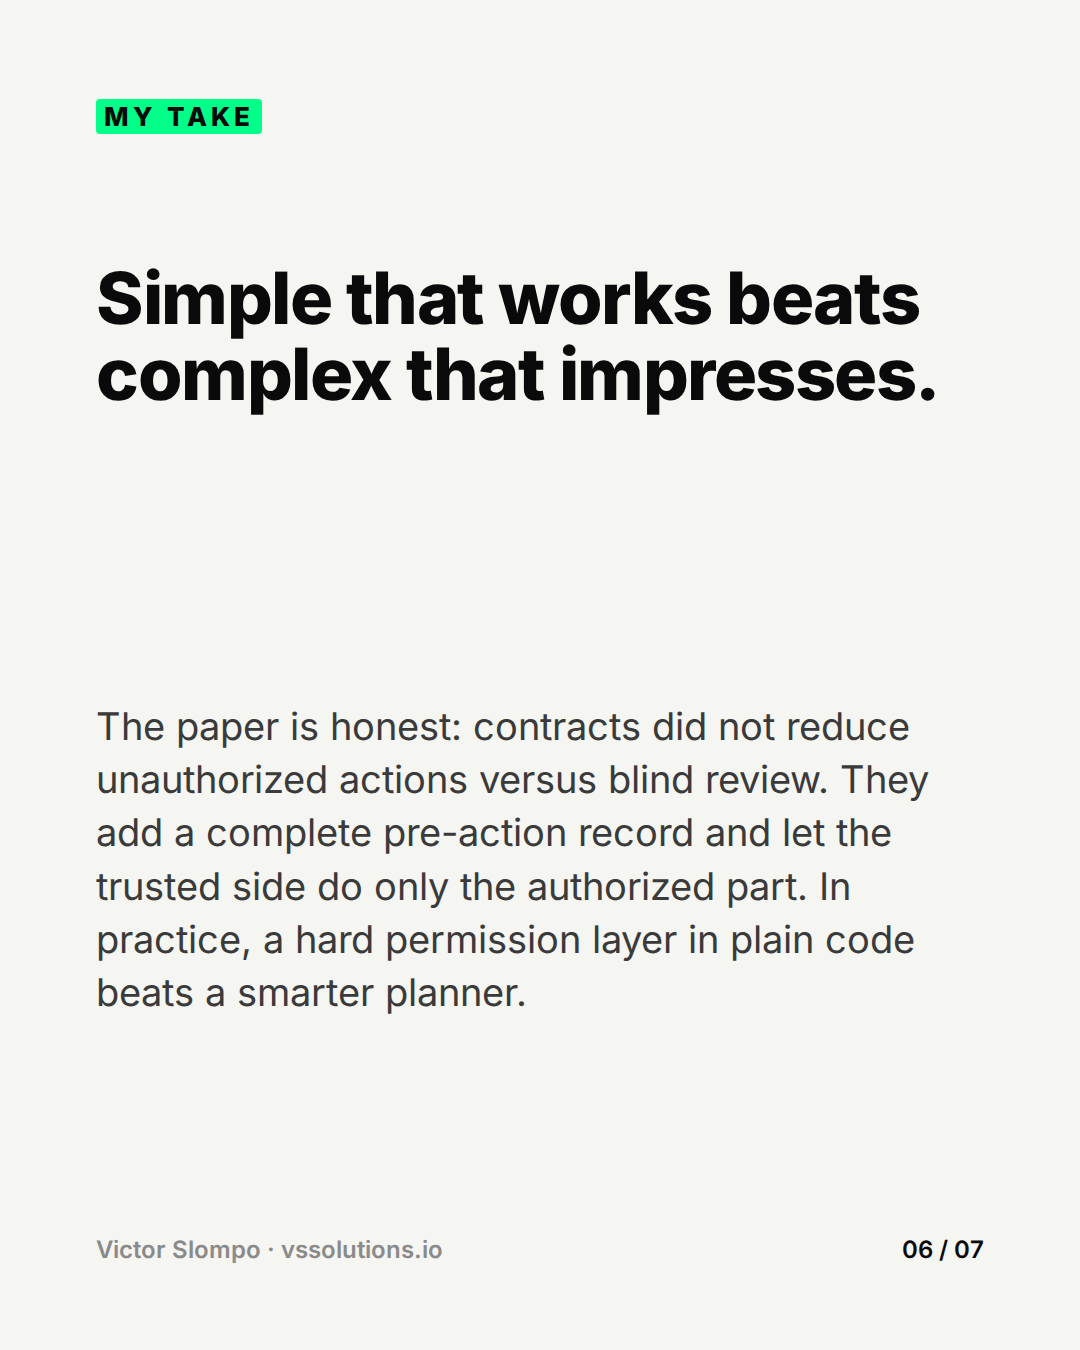 MY TAKE
Simple that works beats
complex that impresses.
The paper is honest: contracts did not reduce
unauthorized actions versus blind review. They
add a complete pre-action record and let the
trusted side do only the authorized part. In
practice, a hard permission layer in plain code
beats a smarter planner.
Victor Slompo · vssolutions.io
06 / 07